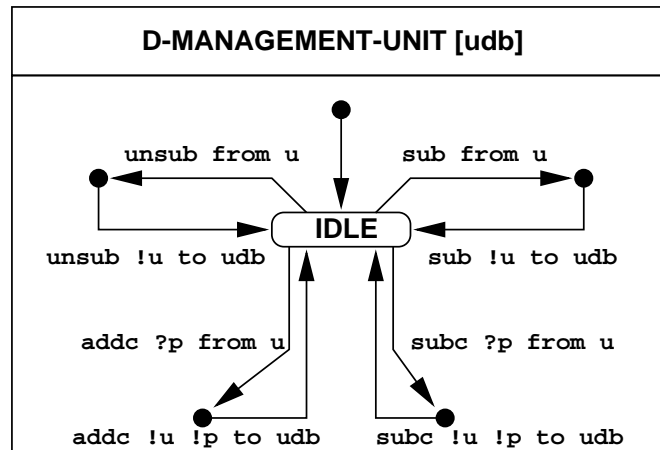 D-MANAGEMENT-UNIT [udb]
unsub from u
sub from u
IDLE
unsub !u to udb
sub !u to udb
addc ?p from u
subc ?p from u
addc !u !p to udb
subc !u !p to udb